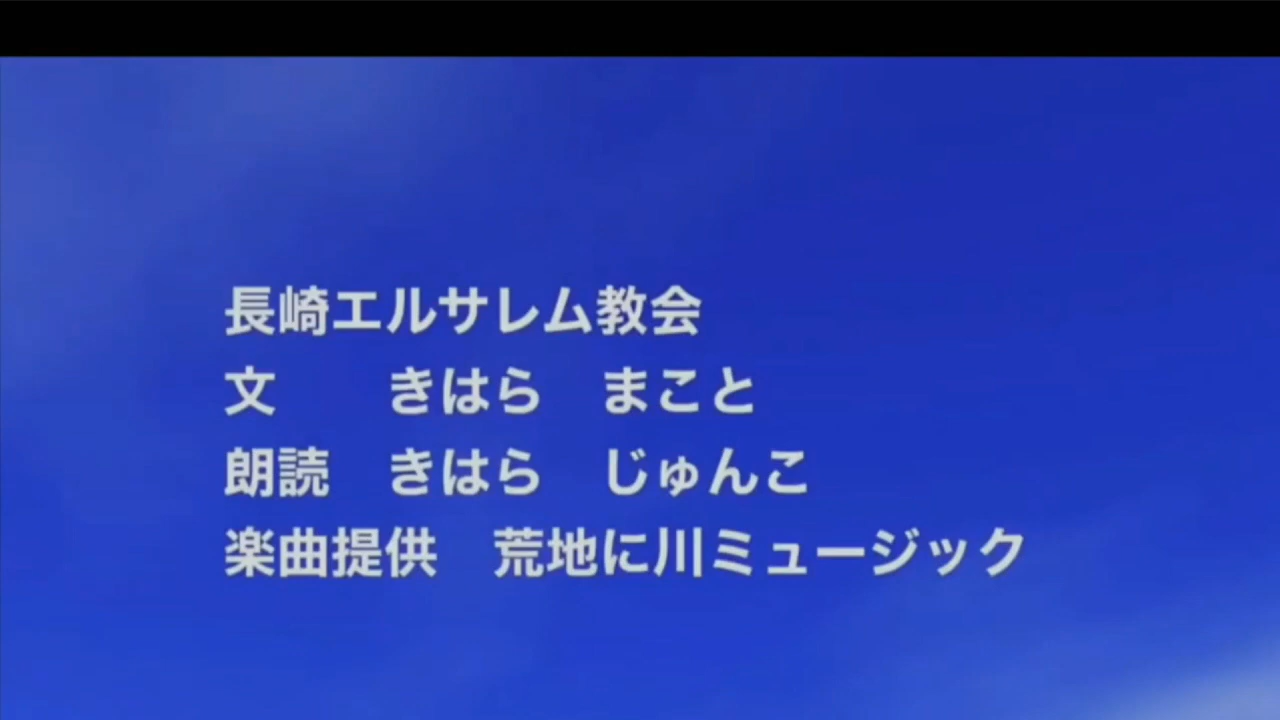 長崎エルサレム教会
文　　きはら　まこと
朗読　きはら　じゅんこ
楽曲提供　荒地に川ミュージック